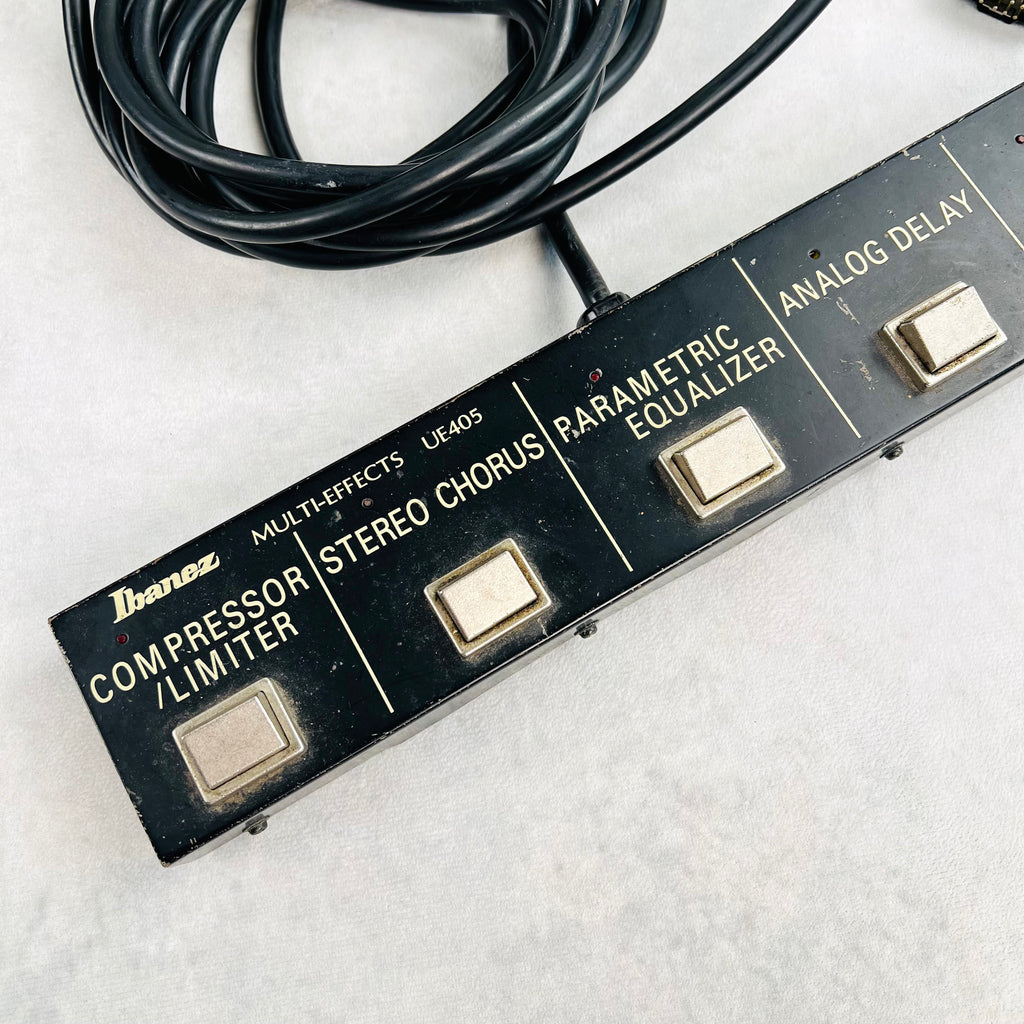 Ibanez
MULTI-EFFECTS UE405
COMPRESSOR
/LIMITER
STEREO CHORUS
PARAMETRIC
EQUALIZER
ANALOG DELAY